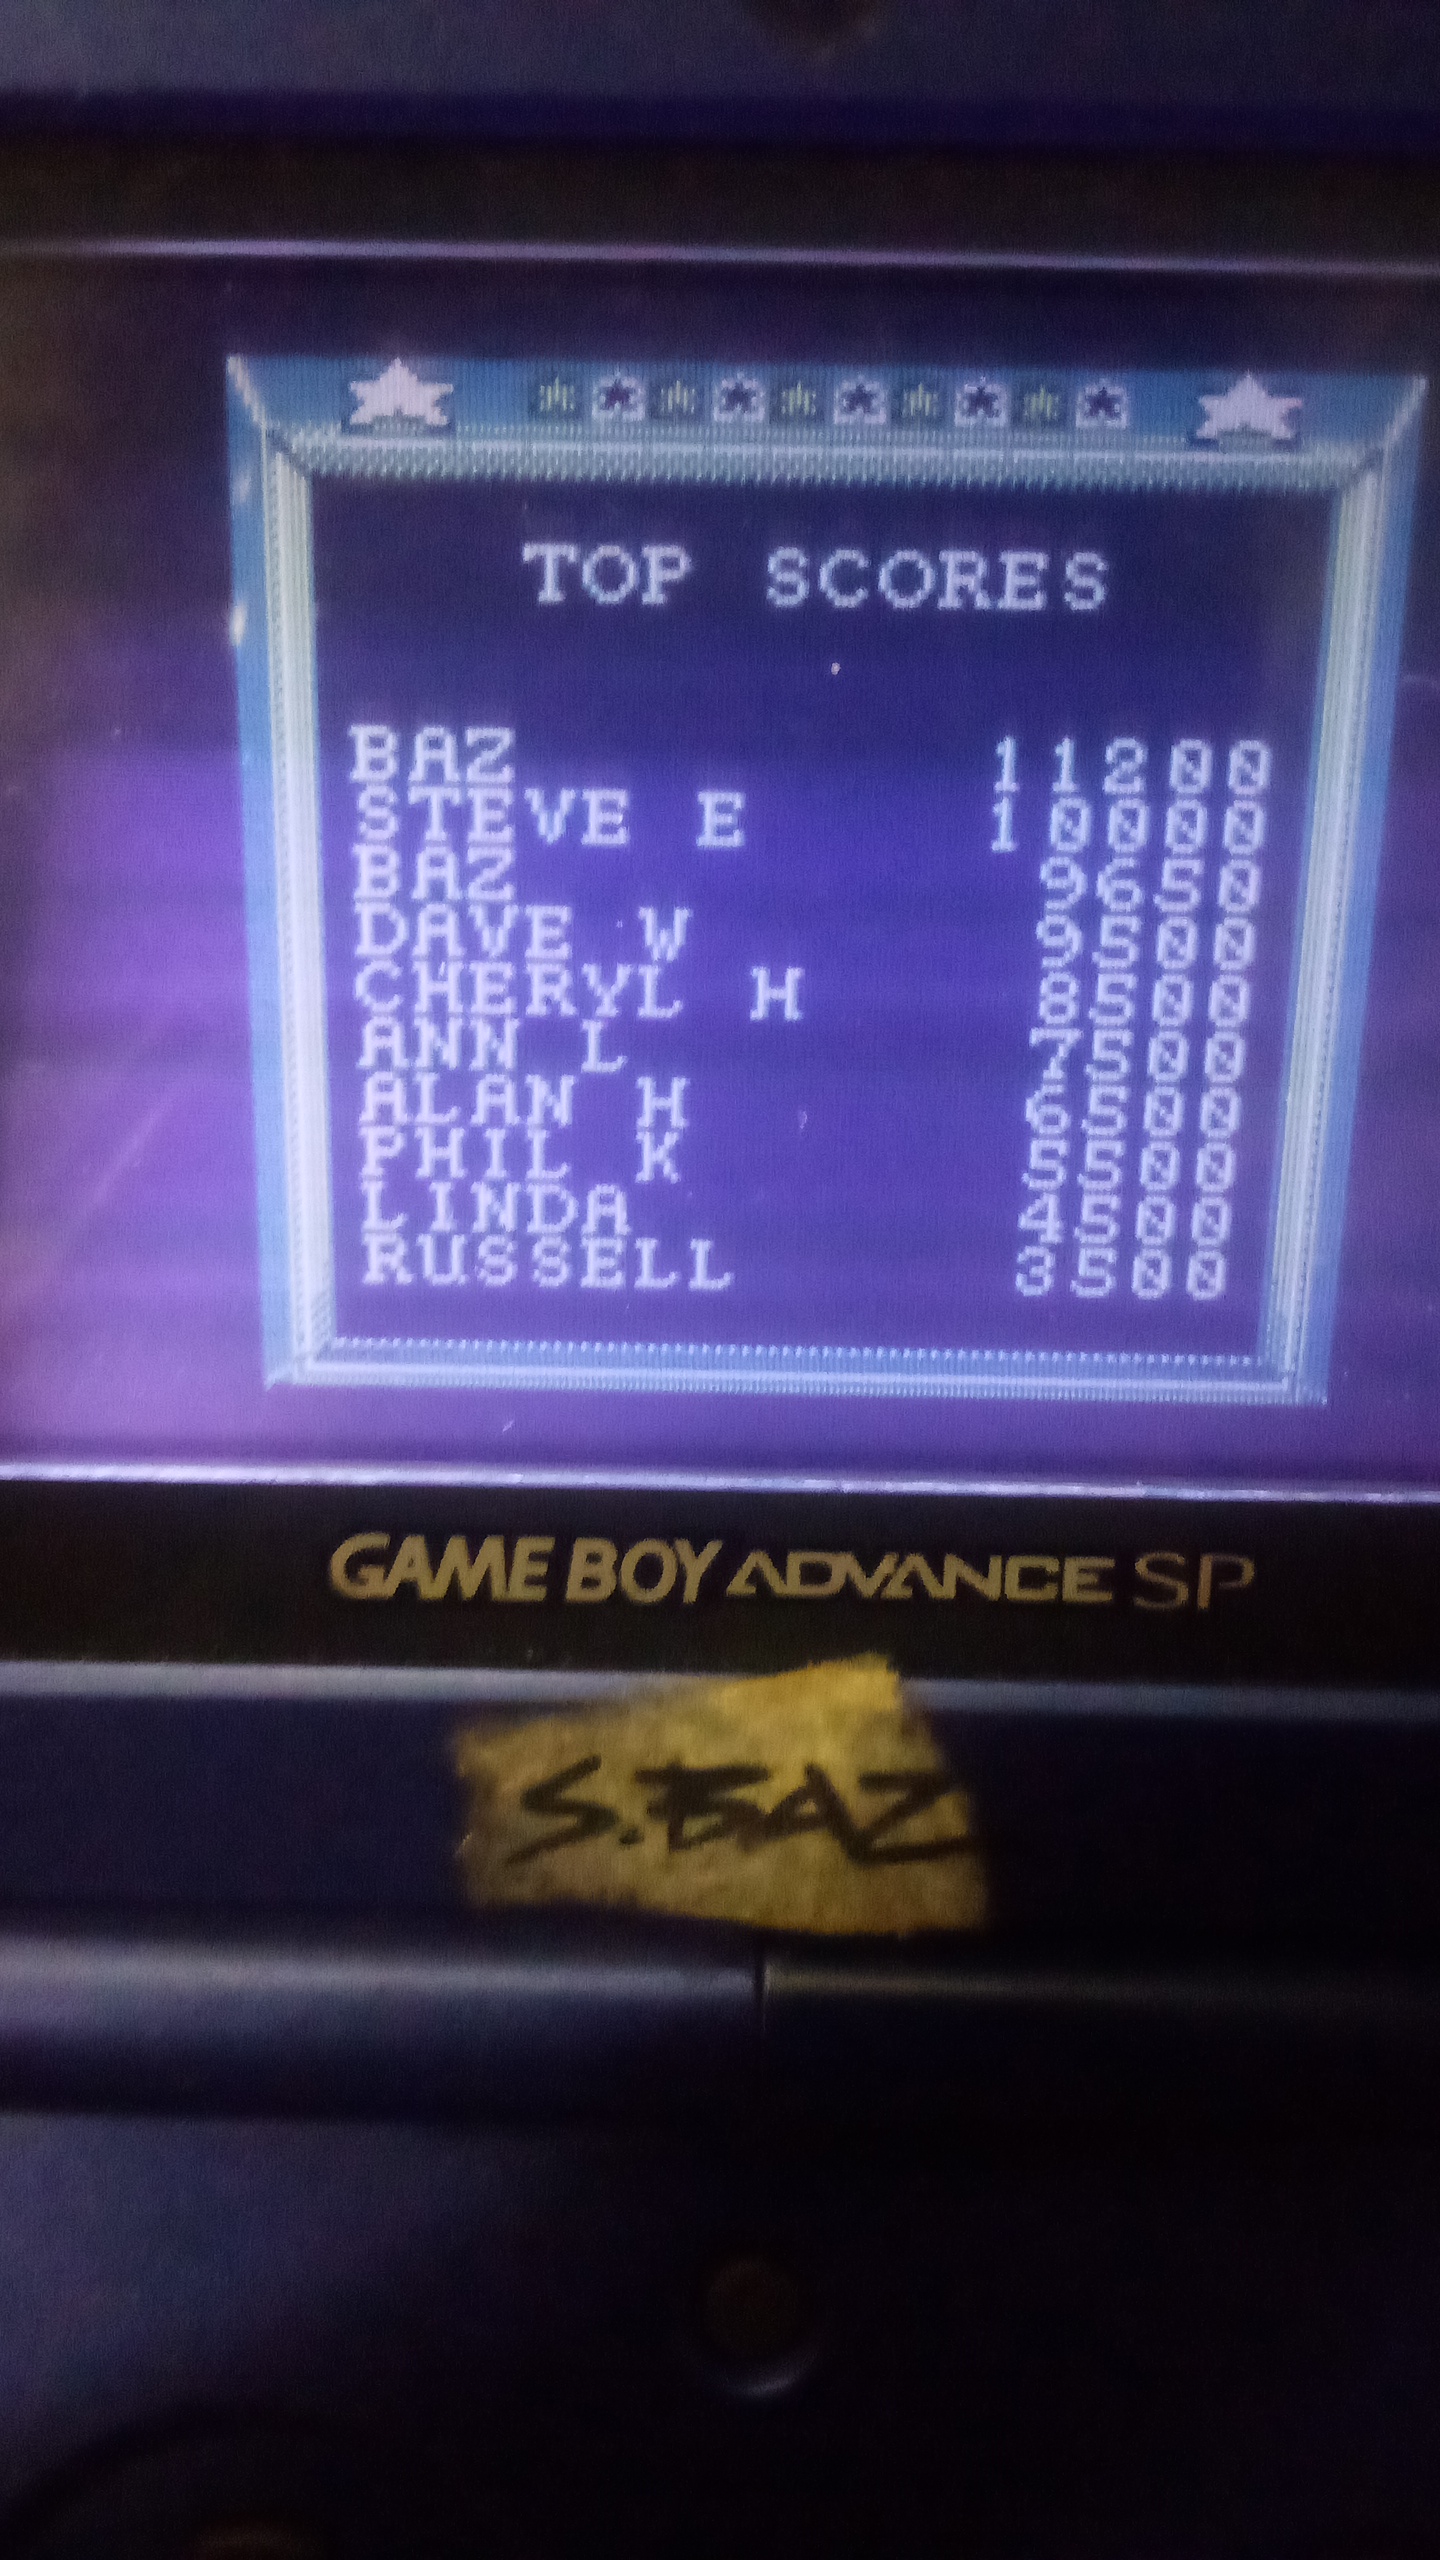 TOP SCORES
BAZ 11200
STEVE E 10000
BAZ 9650
DAVE W 9500
CHERYL H 8500
ANN L 7500
ALAN H 6500
PHIL K 5500
LINDA 4500
RUSSELL 3500
GAME BOY ADVANCE SP
S.BAZ